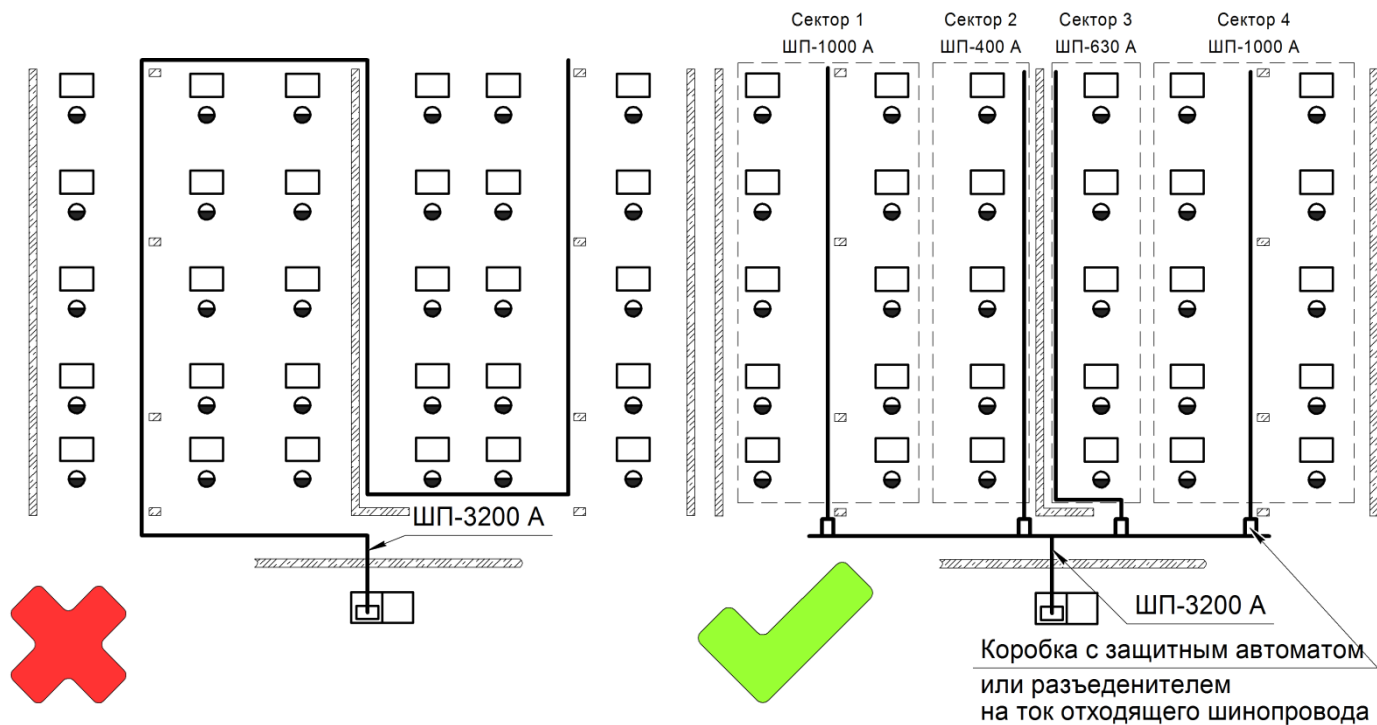 Сектор 1
ШП-1000 А
Сектор 2
ШП-400 А
Сектор 3
ШП-630 А
Сектор 4
ШП-1000 А
ШП-3200 А
ШП-3200 А
Коробка с защитным автоматом
или разъеденителем
на ток отходящего шинопровода